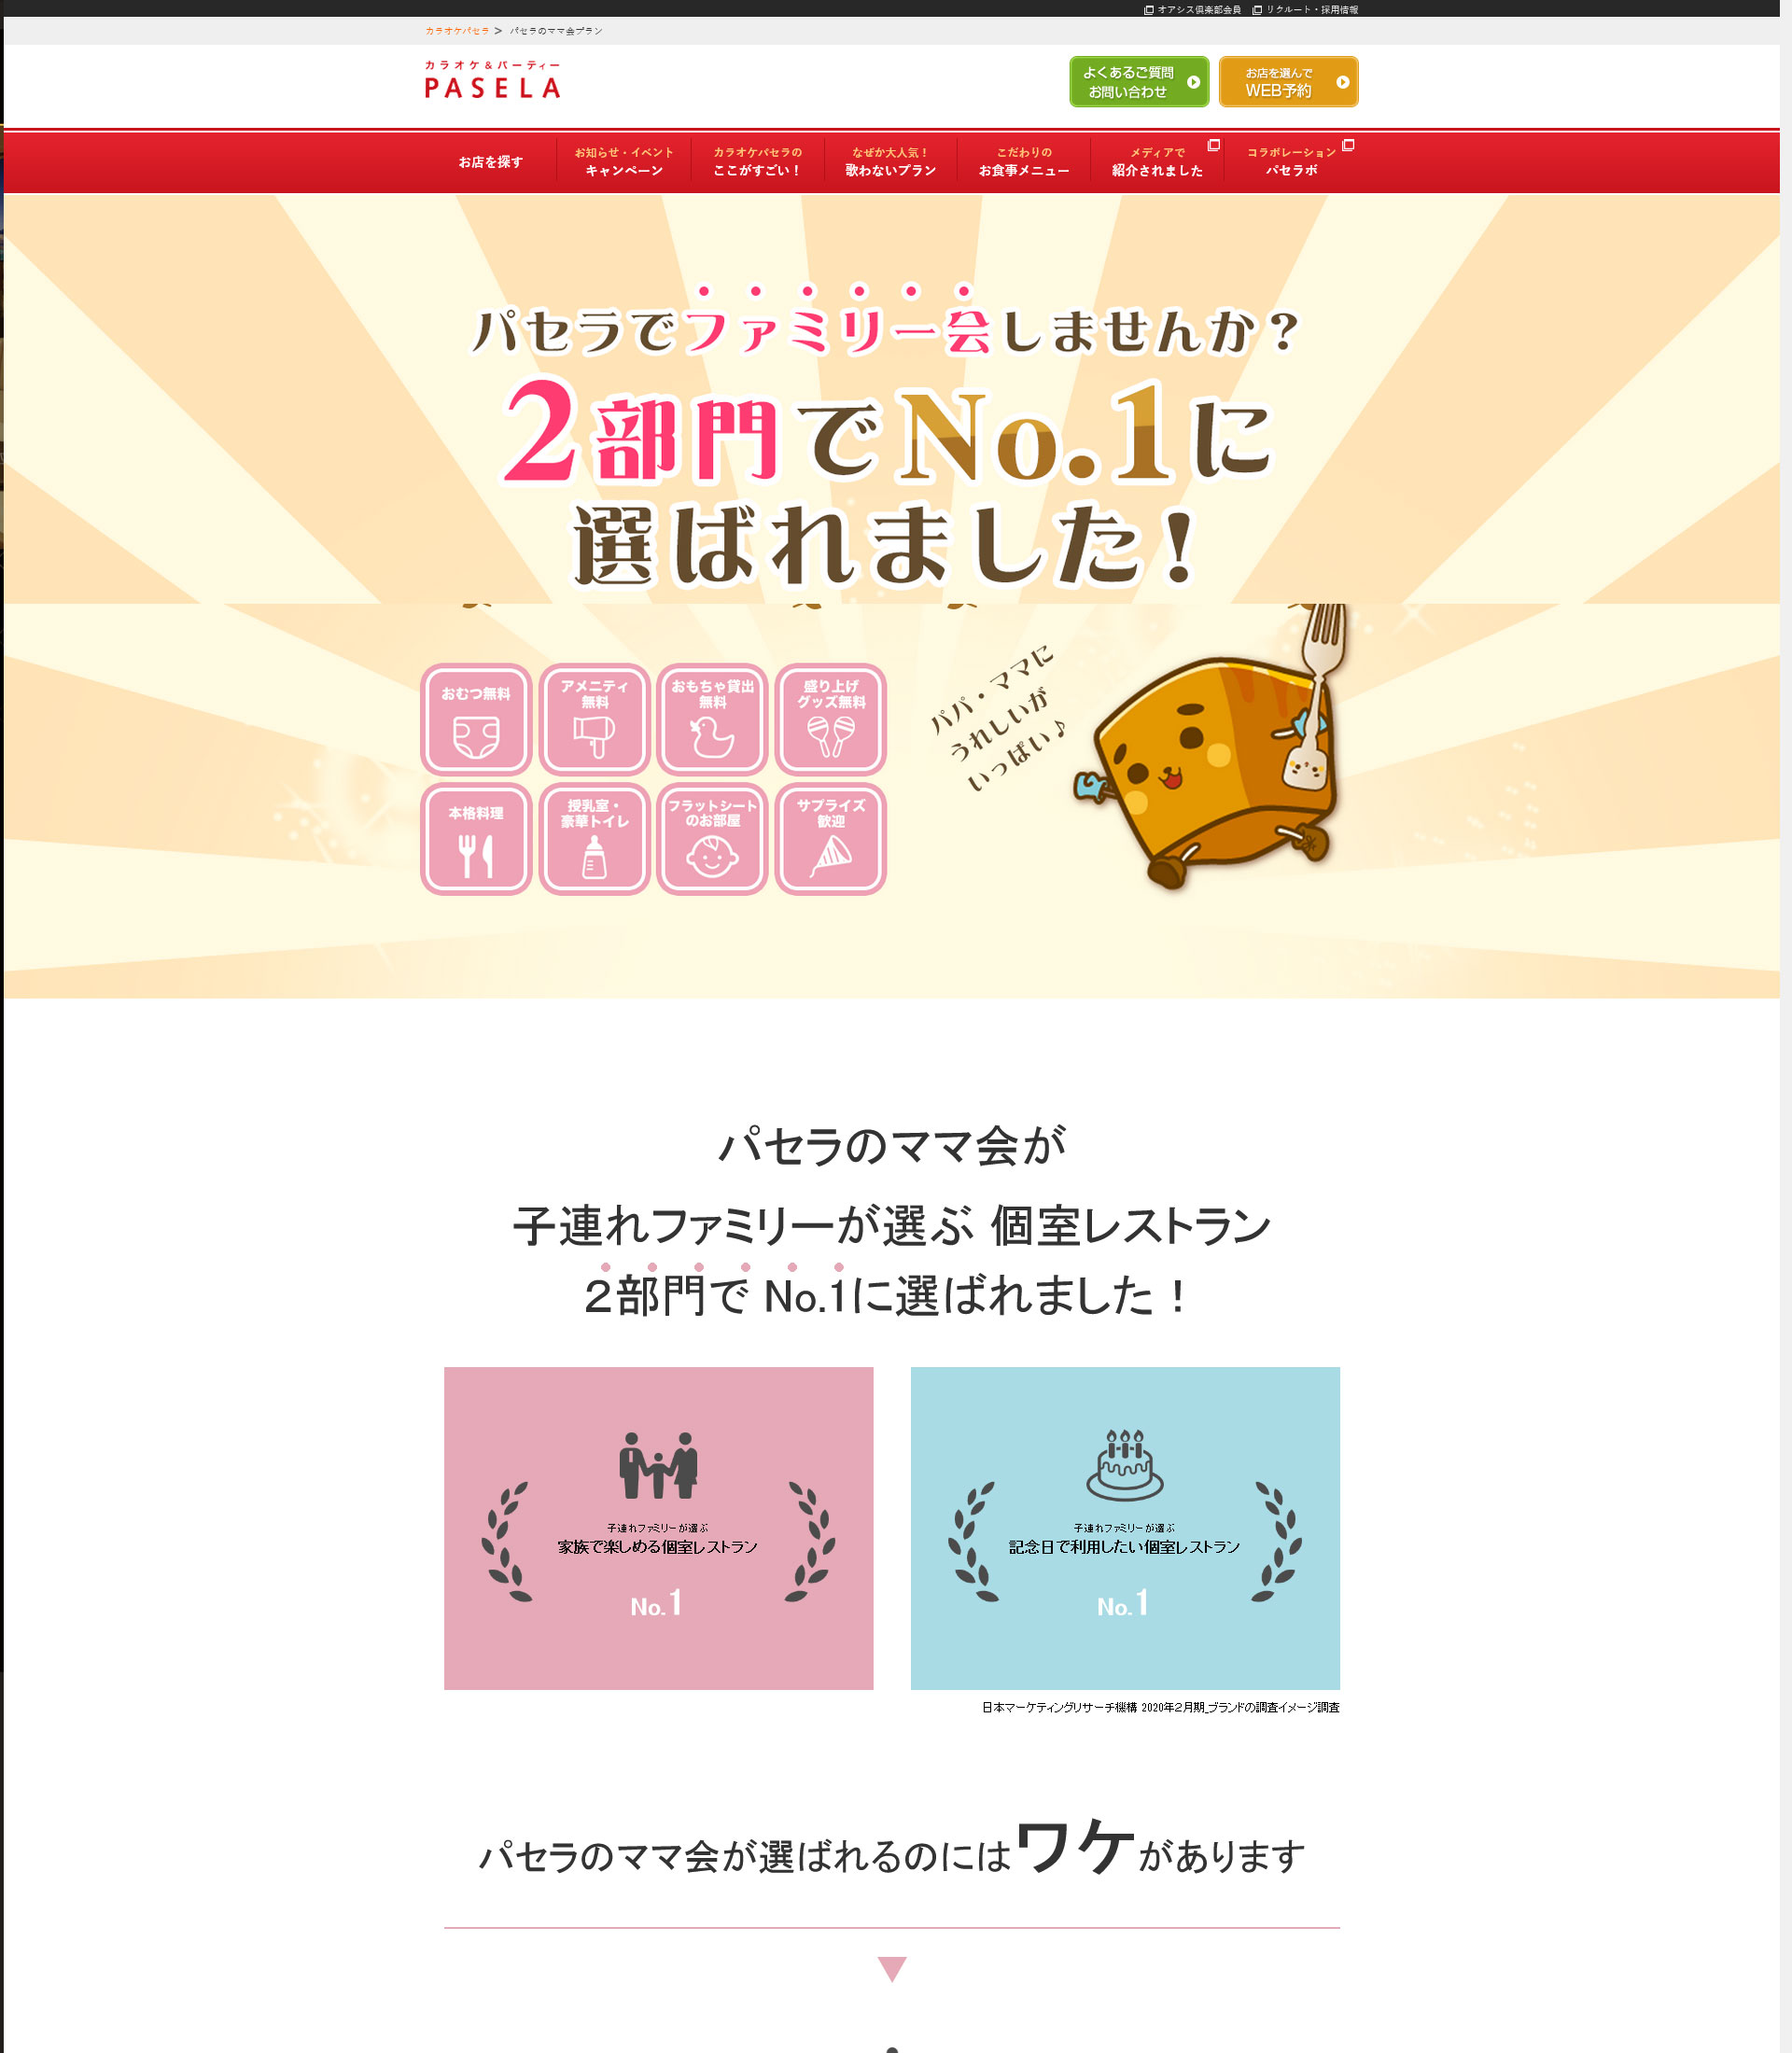 オアシス倶楽部会員 リクルート・採用情報
カラオケパセラ > パセラのママ会プラン
カラオケ＆パーティー
PASELA
よくあるご質問
お問い合わせ
お店を選んで
WEB予約
お店を探す
お知らせ・イベント
キャンペーン
カラオケパセラの
ここがすごい！
なぜか大人気！
歌わないプラン
こだわりの
お食事メニュー
メディアで
紹介されました
コラボレーション
パセラボ
パセラでファミリー会しませんか？
2部門でNo.1に
選ばれました！
おむつ無料
アメニティ
無料
おもちゃ貸出
無料
盛り上げ
グッズ無料
本格料理
授乳室・
豪華トイレ
フラットシート
のお部屋
サプライズ
歓迎
パパ・ママに
うれしいが
いっぱい♪
パセラのママ会が
子連れファミリーが選ぶ 個室レストラン
２部門で No.1に選ばれました！
子連れファミリーが選ぶ
家族で楽しめる個室レストラン
No.1
子連れファミリーが選ぶ
記念日で利用したい個室レストラン
No.1
日本マーケティングリサーチ機構 2020年2月期_ブランドの調査イメージ調査
パセラのママ会が選ばれるのにはワケがあります